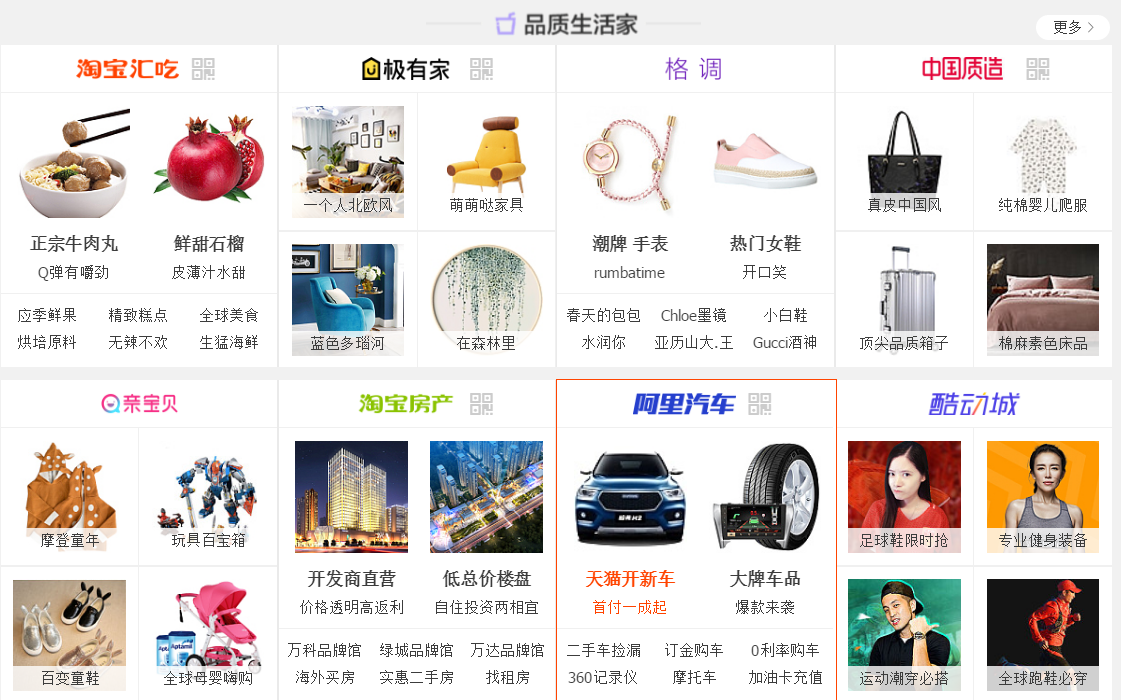 品质生活家
更多
淘宝汇吃
正宗牛肉丸
Q弹有嚼劲
鲜甜石榴
皮薄汁水甜
应季鲜果 精致糕点 全球美食
烘培原料 无辣不欢 生猛海鲜
极有家
一个人北欧风
萌萌哒家具
蓝色多瑙河
在森林里
格调
潮牌 手表
rumbatime
热门女鞋
开口笑
春天的包包 Chloe墨镜 小白鞋
水润你 亚历山大.王 Gucci酒神
中国质造
真皮中国风
纯棉婴儿爬服
顶尖品质箱子
棉麻素色床品
亲宝贝
摩登童年
玩具百宝箱
百变童鞋
全球母婴嗨购
淘宝房产
开发商直营
价格透明高返利
低总价楼盘
自住投资两相宜
万科品牌馆 绿城品牌馆 万达品牌馆
海外买房 实惠二手房 找租房
阿里汽车
天猫开新车
首付一成起
大牌车品
爆款来袭
二手车捡漏 订金购车 0利率购车
360记录仪 摩托车 加油卡充值
酷动城
足球鞋限时抢
专业健身装备
运动潮穿必搭
全球跑鞋必穿